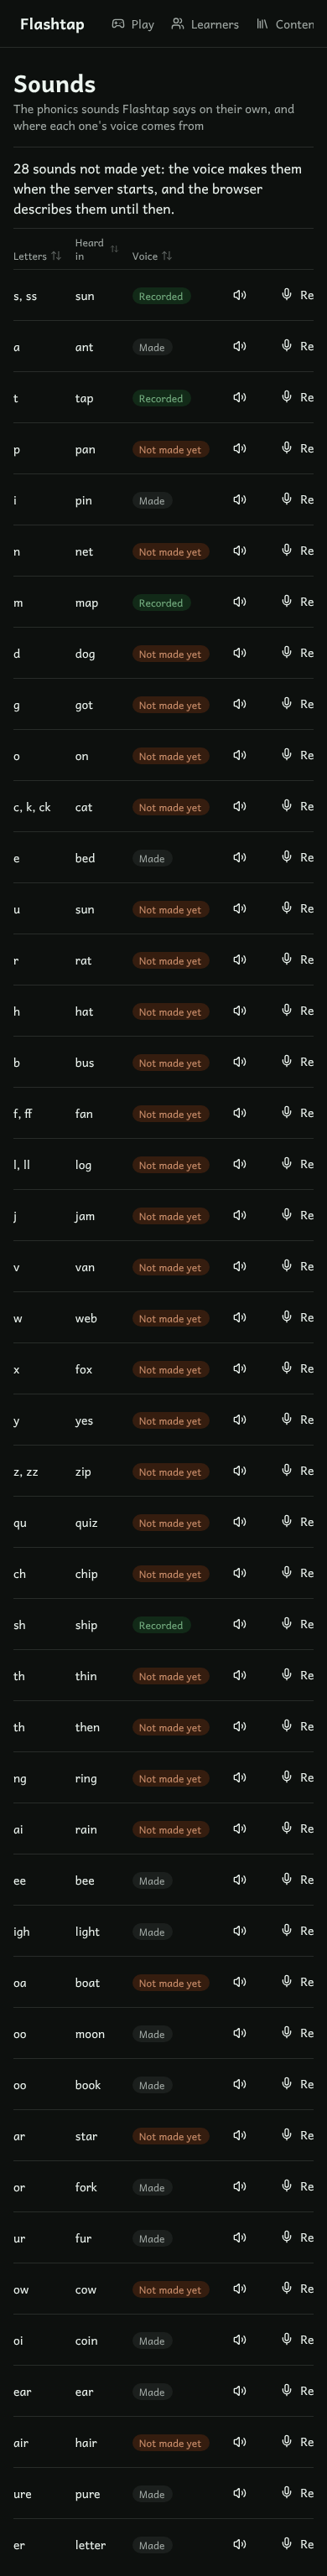 Flashtap Play Learners Conten
Sounds
The phonics sounds Flashtap says on their own, and
where each one's voice comes from
28 sounds not made yet: the voice makes them
when the server starts, and the browser
describes them until then.
Letters Heard in Voice
s, ss sun Recorded Re
a ant Made Re
t tap Recorded Re
p pan Not made yet Re
i pin Made Re
n net Not made yet Re
m map Recorded Re
d dog Not made yet Re
g got Not made yet Re
o on Not made yet Re
c, k, ck cat Not made yet Re
e bed Made Re
u sun Not made yet Re
r rat Not made yet Re
h hat Not made yet Re
b bus Not made yet Re
f, ff fan Not made yet Re
l, ll log Not made yet Re
j jam Not made yet Re
v van Not made yet Re
w web Not made yet Re
x fox Not made yet Re
y yes Not made yet Re
z, zz zip Not made yet Re
qu quiz Not made yet Re
ch chip Not made yet Re
sh ship Recorded Re
th thin Not made yet Re
th then Not made yet Re
ng ring Not made yet Re
ai rain Not made yet Re
ee bee Made Re
igh light Made Re
oa boat Not made yet Re
oo moon Made Re
oo book Made Re
ar star Not made yet Re
or fork Made Re
ur fur Made Re
ow cow Not made yet Re
oi coin Made Re
ear ear Made Re
air hair Not made yet Re
ure pure Made Re
er letter Made Re